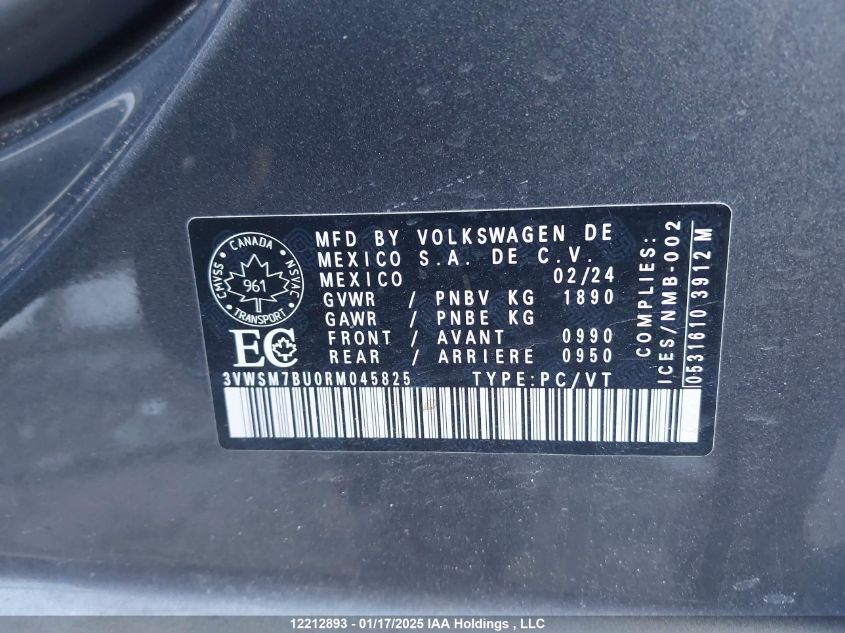 CANADA
CMVSS
NSVAC
961
TRANSPORT
EC
MFD BY VOLKSWAGEN DE
MEXICO S.A. DE C.V.
MEXICO 02/24
GVWR / PNBV KG 1890
GAWR / PNBE KG
FRONT / AVANT 0990
REAR / ARRIERE 0950
3VWSM7BU0RM045825 TYPE:PC/VT
COMPLIES:
ICES/NMB-002
0531610 3912 M
12212893 - 01/17/2025 IAA Holdings , LLC